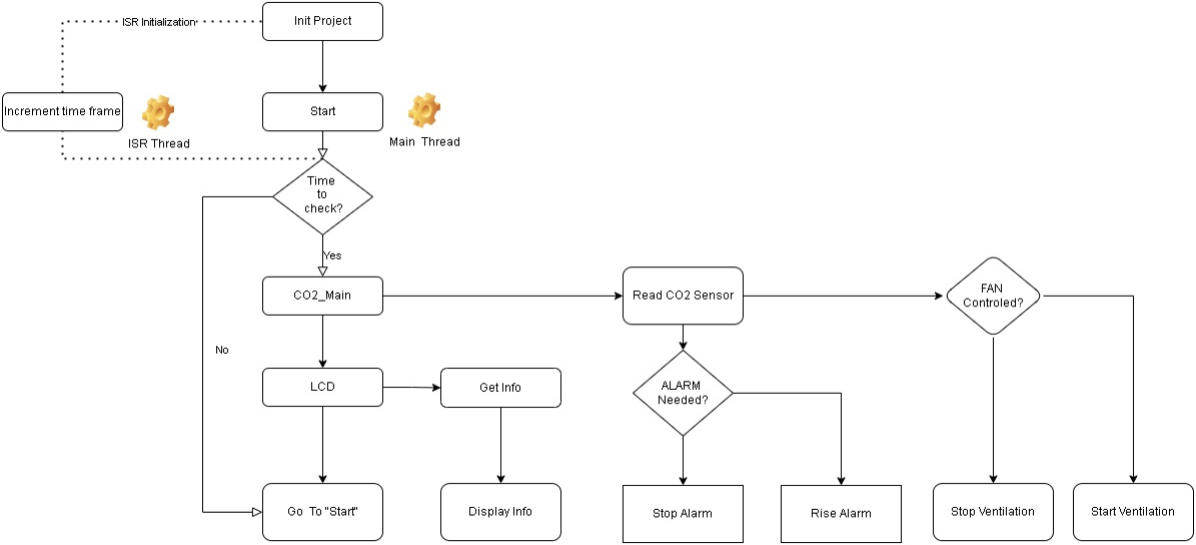 ISR Initialization
Init Project
Increment time frame
ISR Thread
Start
Main Thread
Time
to
check?
Yes
No
CO2_Main
Read CO2 Sensor
FAN
Controled?
LCD
Get Info
ALARM
Needed?
Go To "Start"
Display Info
Stop Alarm
Rise Alarm
Stop Ventilation
Start Ventilation